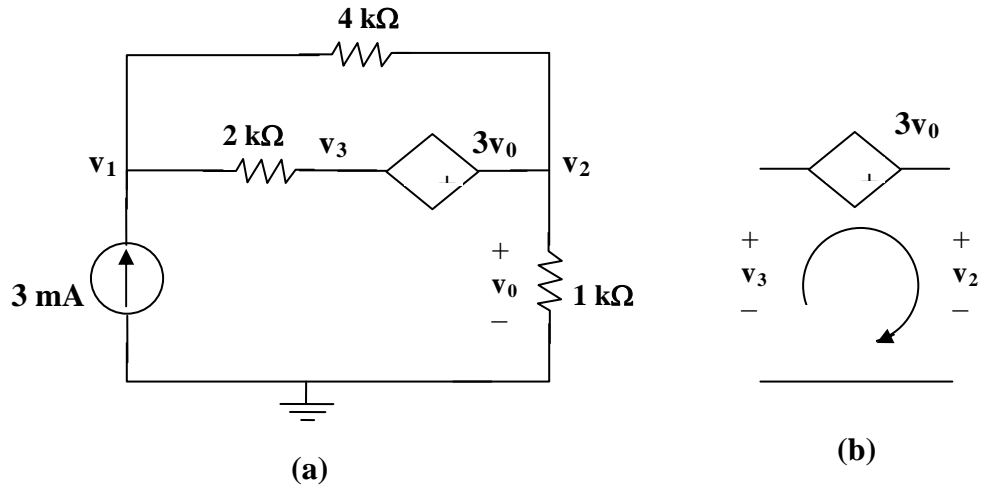 4 kΩ
2 kΩ
v3
3v0
v1
v2
3 mA
+
v0
–
1 kΩ
+
(a)
3v0
+
+
v3
–
+
v2
–
(b)